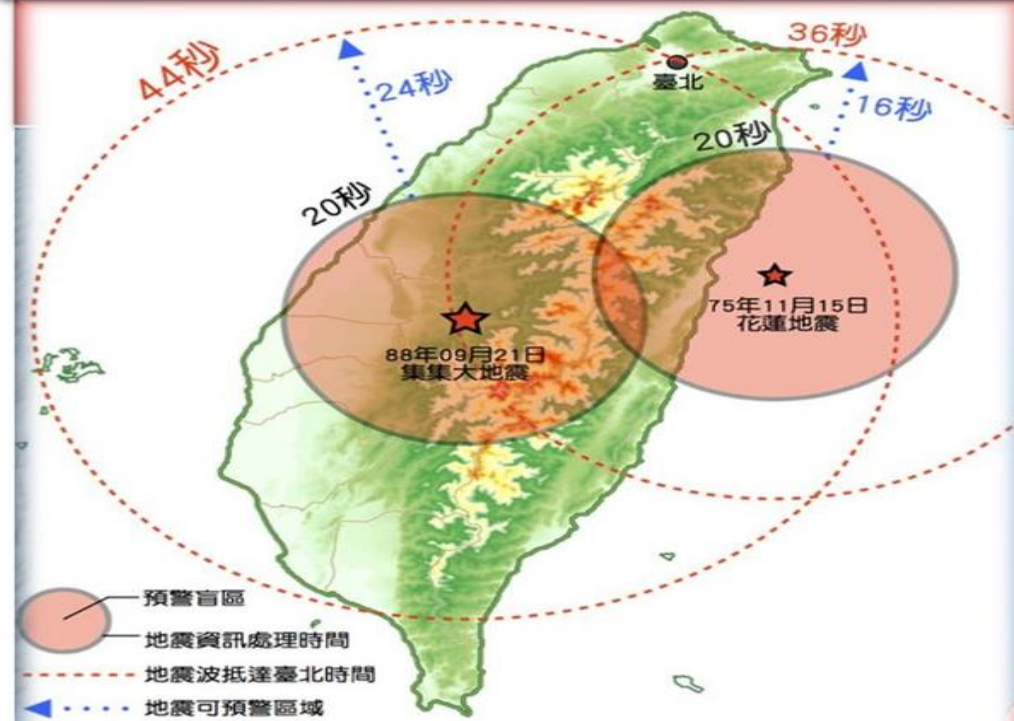 44秒
24秒
36秒
臺北
16秒
20秒
20秒
75年11月15日
花蓮地震
88年09月21日
集集大地震
預警盲區
地震資訊處理時間
地震波抵達臺北時間
地震可預警區域